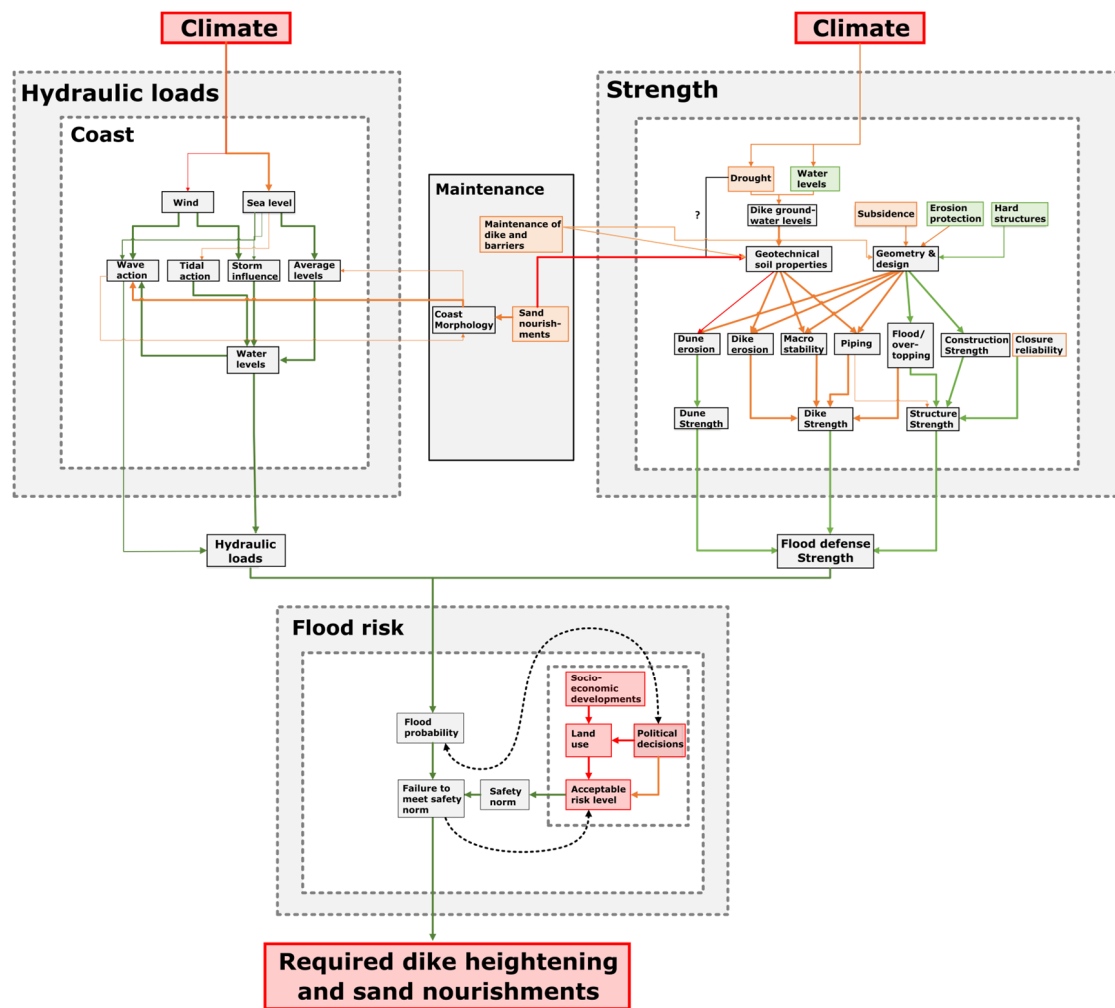 Climate
Climate
Hydraulic loads
Coast
Wind
Sea level
Wave
action
Tidal
action
Storm
influence
Average
levels
Water
levels
Maintenance
Maintenance of
dike and
barriers
Coast
Morphology
Sand
nourish-
ments
Strength
Drought
Water
levels
?
Dike ground-
water levels
Subsidence
Erosion
protection
Hard
structures
Geotechnical
soil properties
Geometry &
design
Dune
erosion
Dike
erosion
Macro
stability
Piping
Flood/
over-
topping
Construction
Strength
Closure
reliability
Dune
Strength
Dike
Strength
Structure
Strength
Hydraulic
loads
Flood defense
Strength
Flood risk
Socio-
economic
developments
Flood
probability
Land
use
Political
decisions
Failure to
meet safety
norm
Safety
norm
Acceptable
risk level
Required dike heightening
and sand nourishments